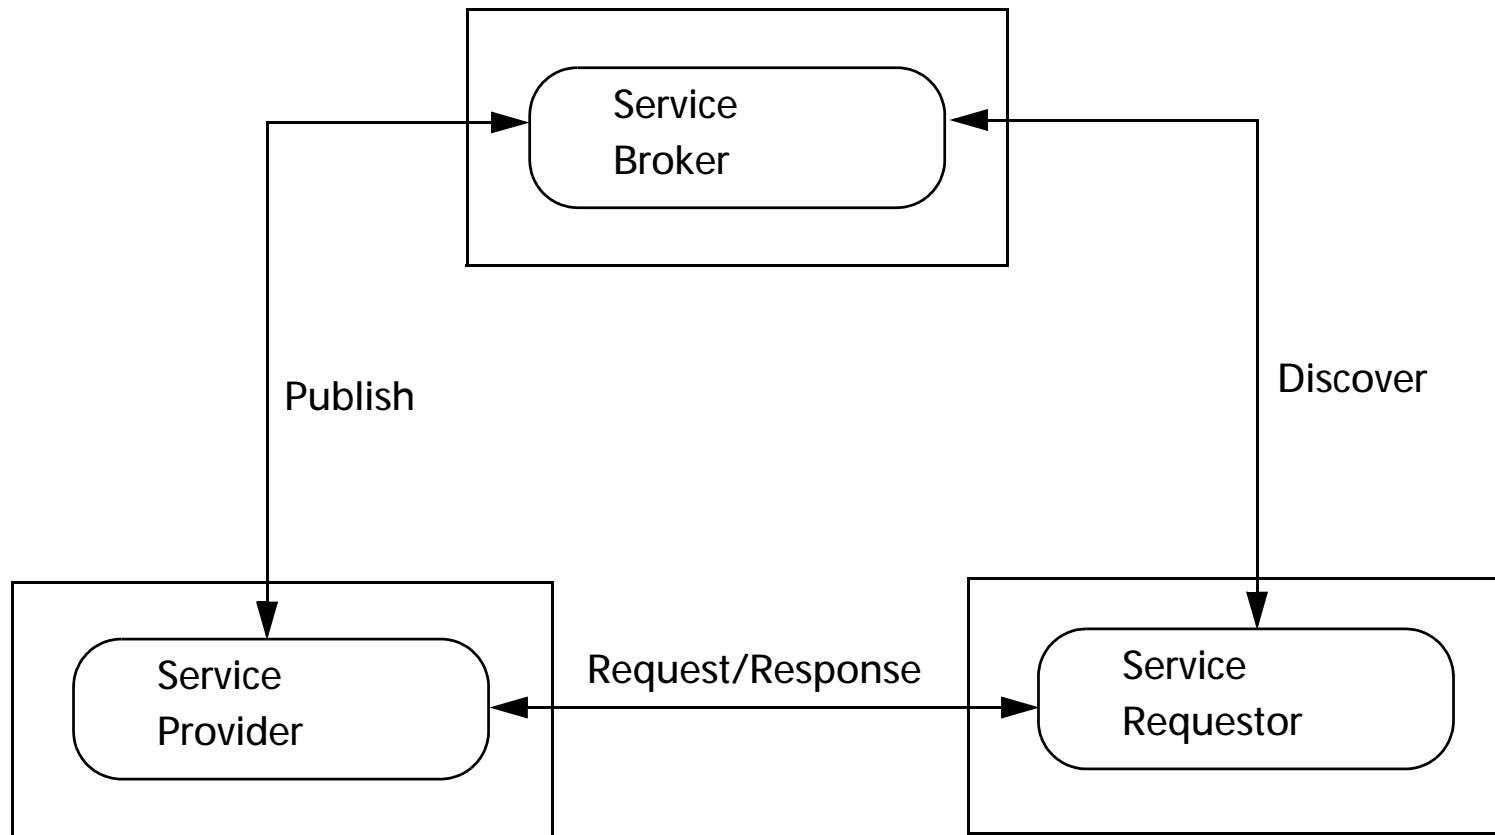 Service
Broker
Publish
Discover
Service
Provider
Request/Response
Service
Requestor